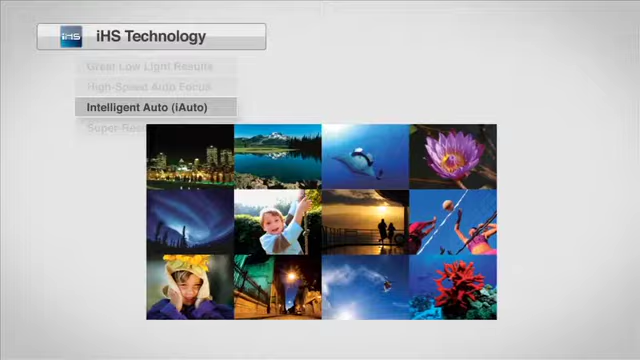 iHS iHS Technology
Great Low Light Results
High-Speed Auto Focus
Intelligent Auto (iAuto)